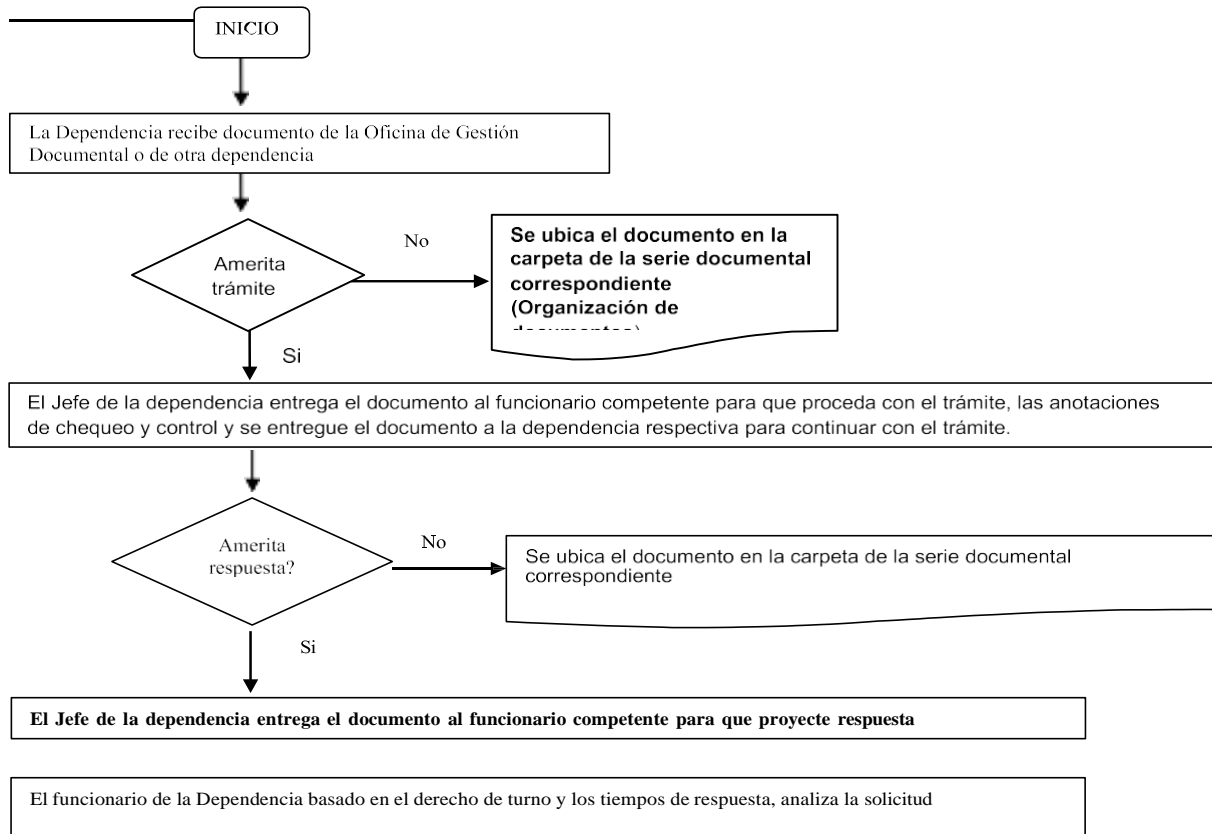 INICIO
La Dependencia recibe documento de la Oficina de Gestión
Documental o de otra dependencia
Amerita
trámite
No
Se ubica el documento en la
carpeta de la serie documental
correspondiente
(Organización de
Si
El Jefe de la dependencia entrega el documento al funcionario competente para que proceda con el trámite, las anotaciones
de chequeo y control y se entregue el documento a la dependencia respectiva para continuar con el trámite.
Amerita
respuesta?
No
Se ubica el documento en la carpeta de la serie documental
correspondiente
Si
El Jefe de la dependencia entrega el documento al funcionario competente para que proyecte respuesta
El funcionario de la Dependencia basado en el derecho de turno y los tiempos de respuesta, analiza la solicitud